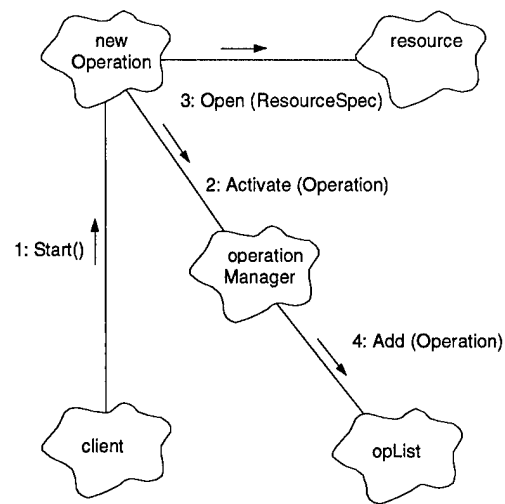 new
Operation
resource
3: Open (ResourceSpec)
2: Activate (Operation)
1: Start()
operation
Manager
4: Add (Operation)
client
opList